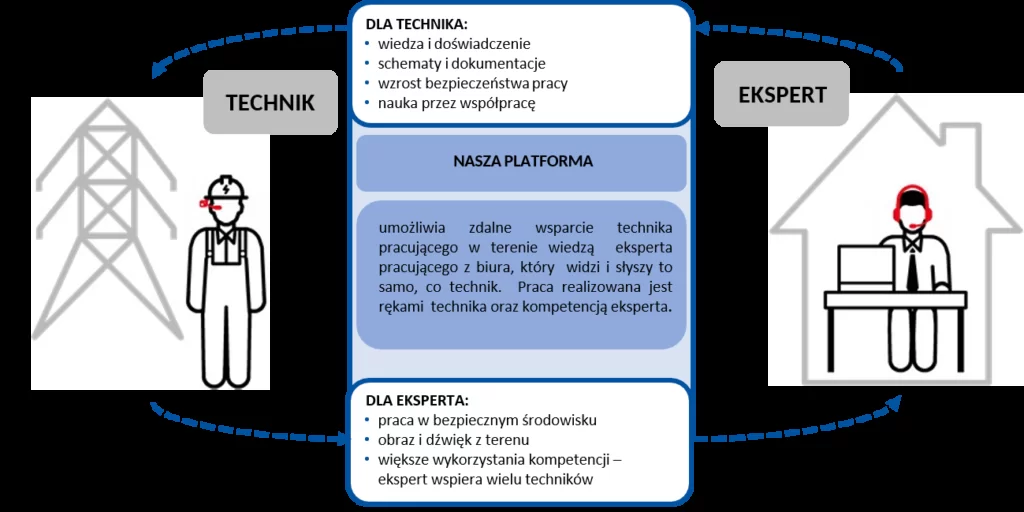 DLA TECHNIKA:
• wiedza i doświadczenie
• schematy i dokumentacje
• wzrost bezpieczeństwa pracy
• nauka przez współpracę
TECHNIK
EKSPERT
NASZA PLATFORMA
umożliwia zdalne wsparcie technika
pracującego w terenie wiedzą eksperta
pracującego z biura, który widzi i słyszy to
samo, co technik. Praca realizowana jest
rękami technika oraz kompetencją eksperta.
DLA EKSPERTA:
• praca w bezpiecznym środowisku
• obraz i dźwięk z terenu
• większe wykorzystania kompetencji –
ekspert wspiera wielu techników